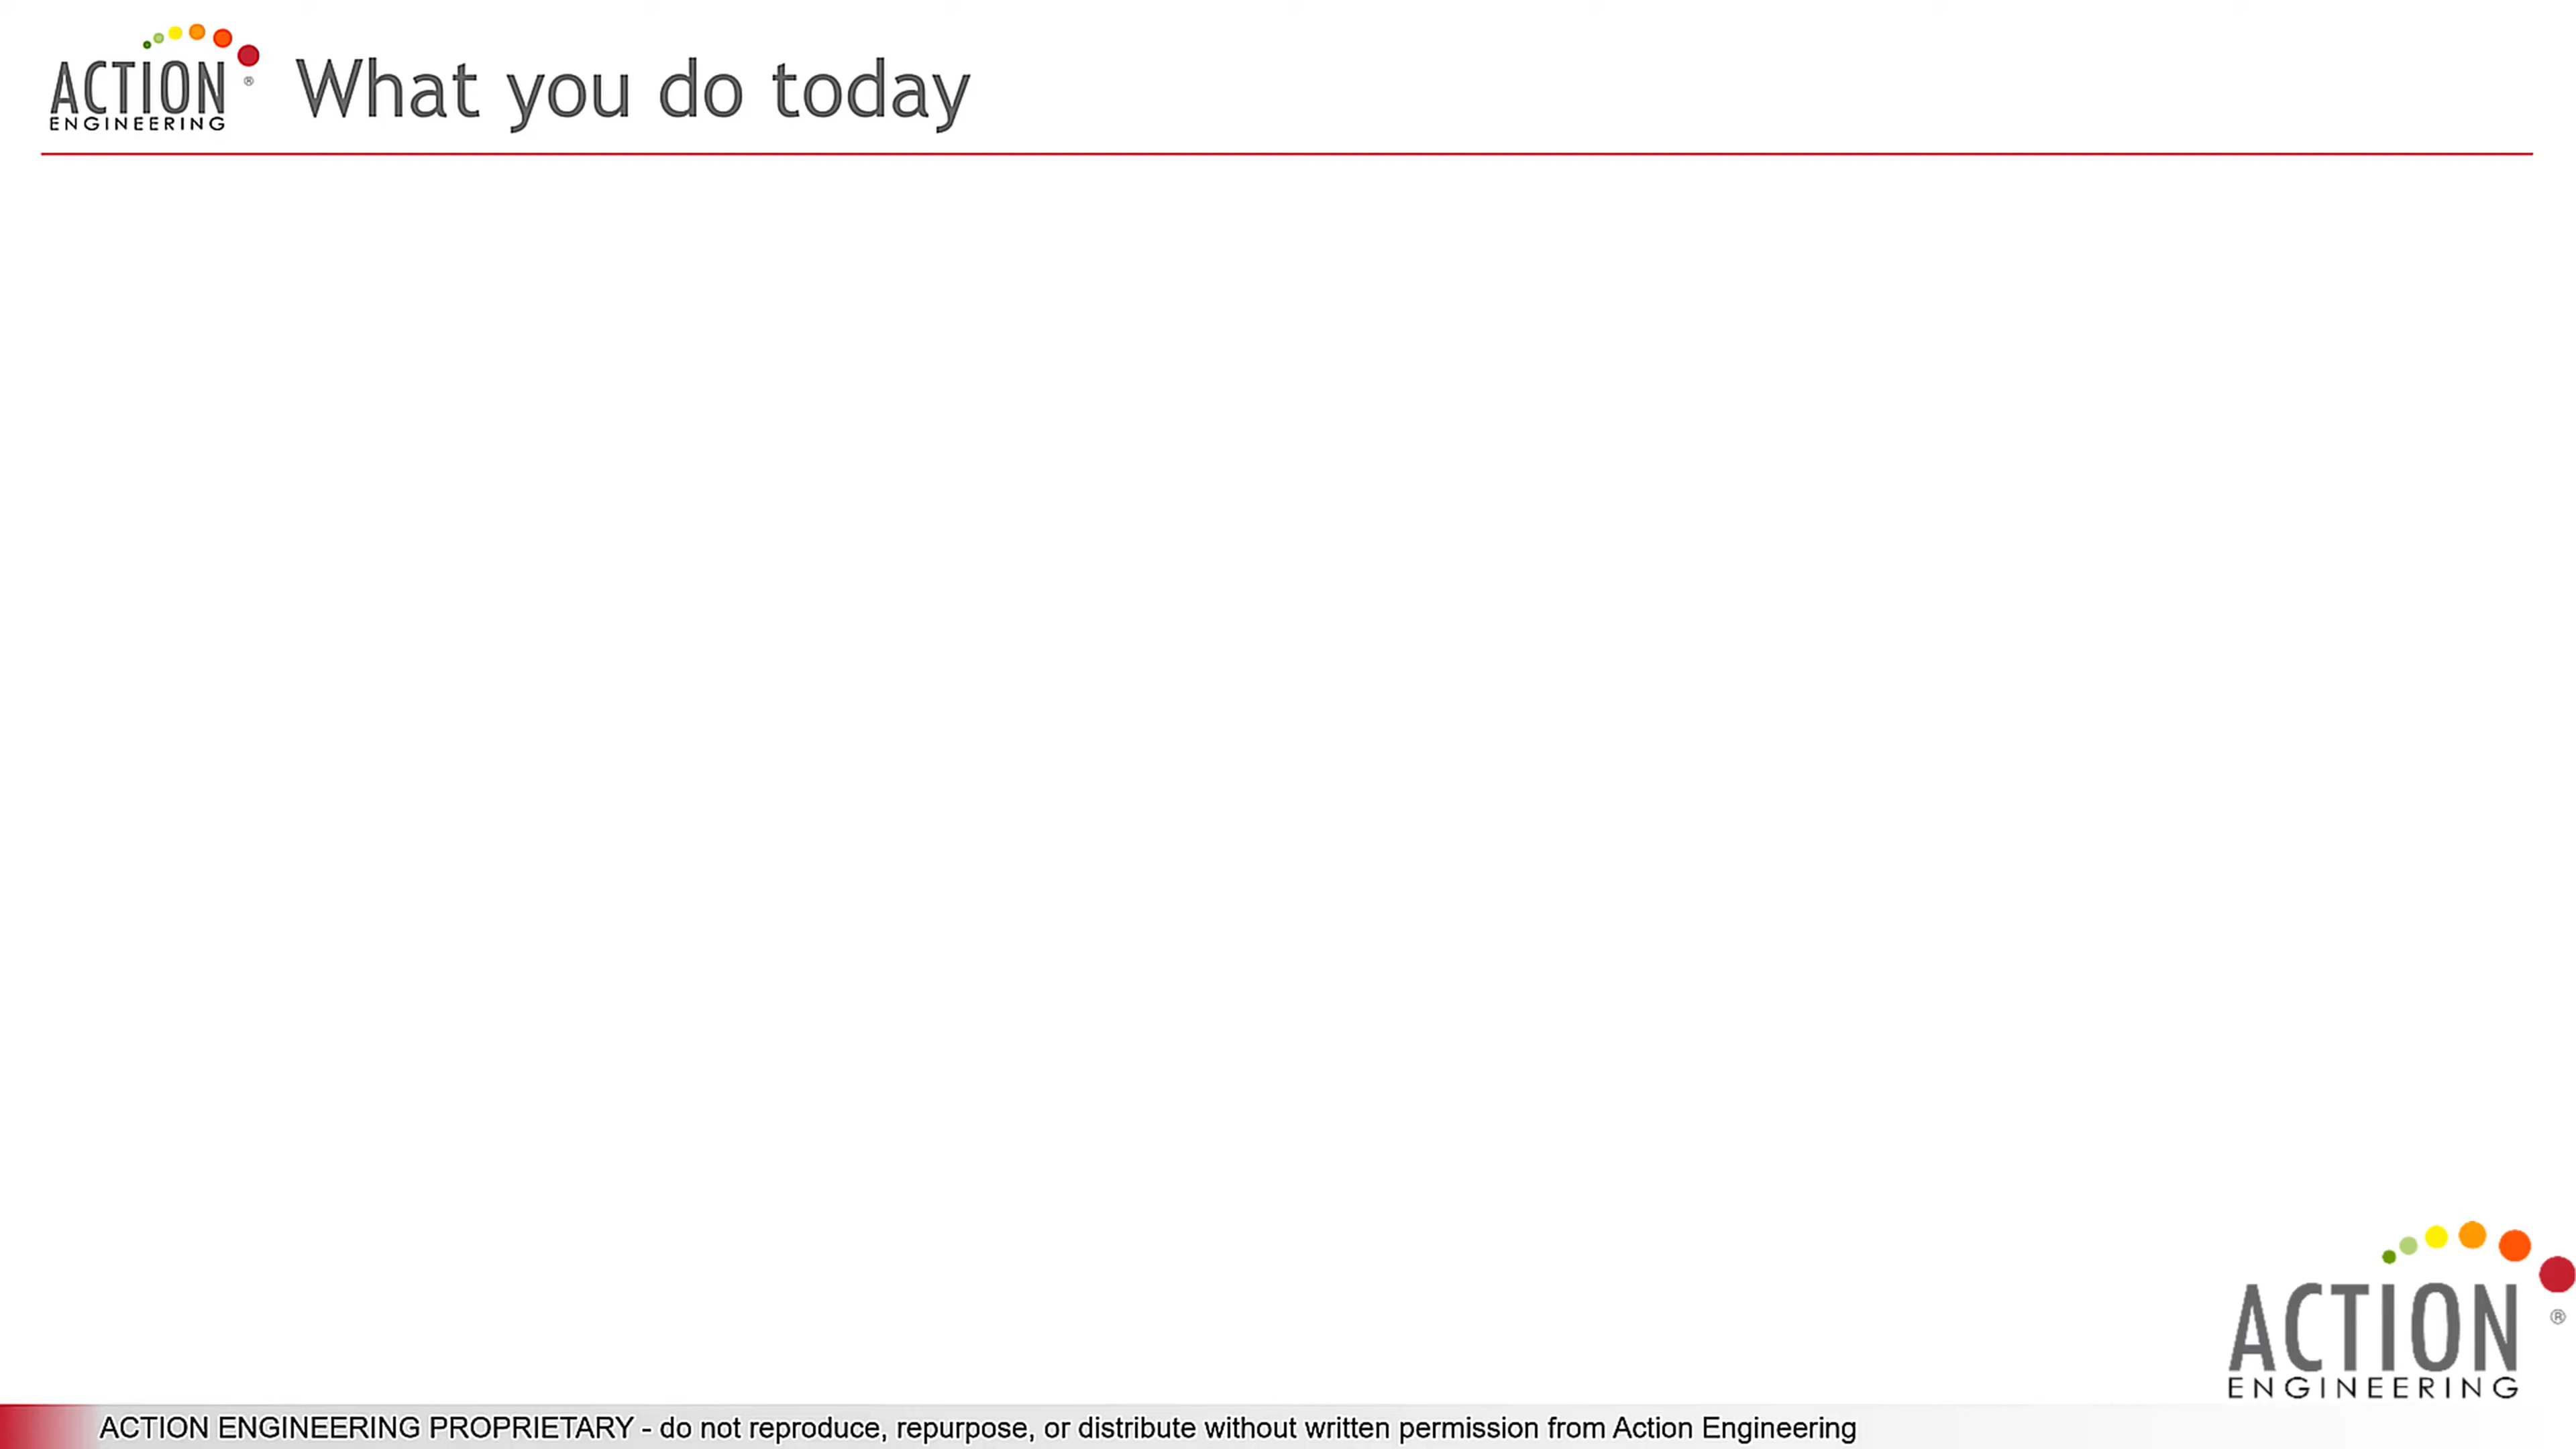 ACTION
ENGINEERING
®
What you do today
ACTION
ENGINEERING
®
ACTION ENGINEERING PROPRIETARY - do not reproduce, repurpose, or distribute without written permission from Action Engineering